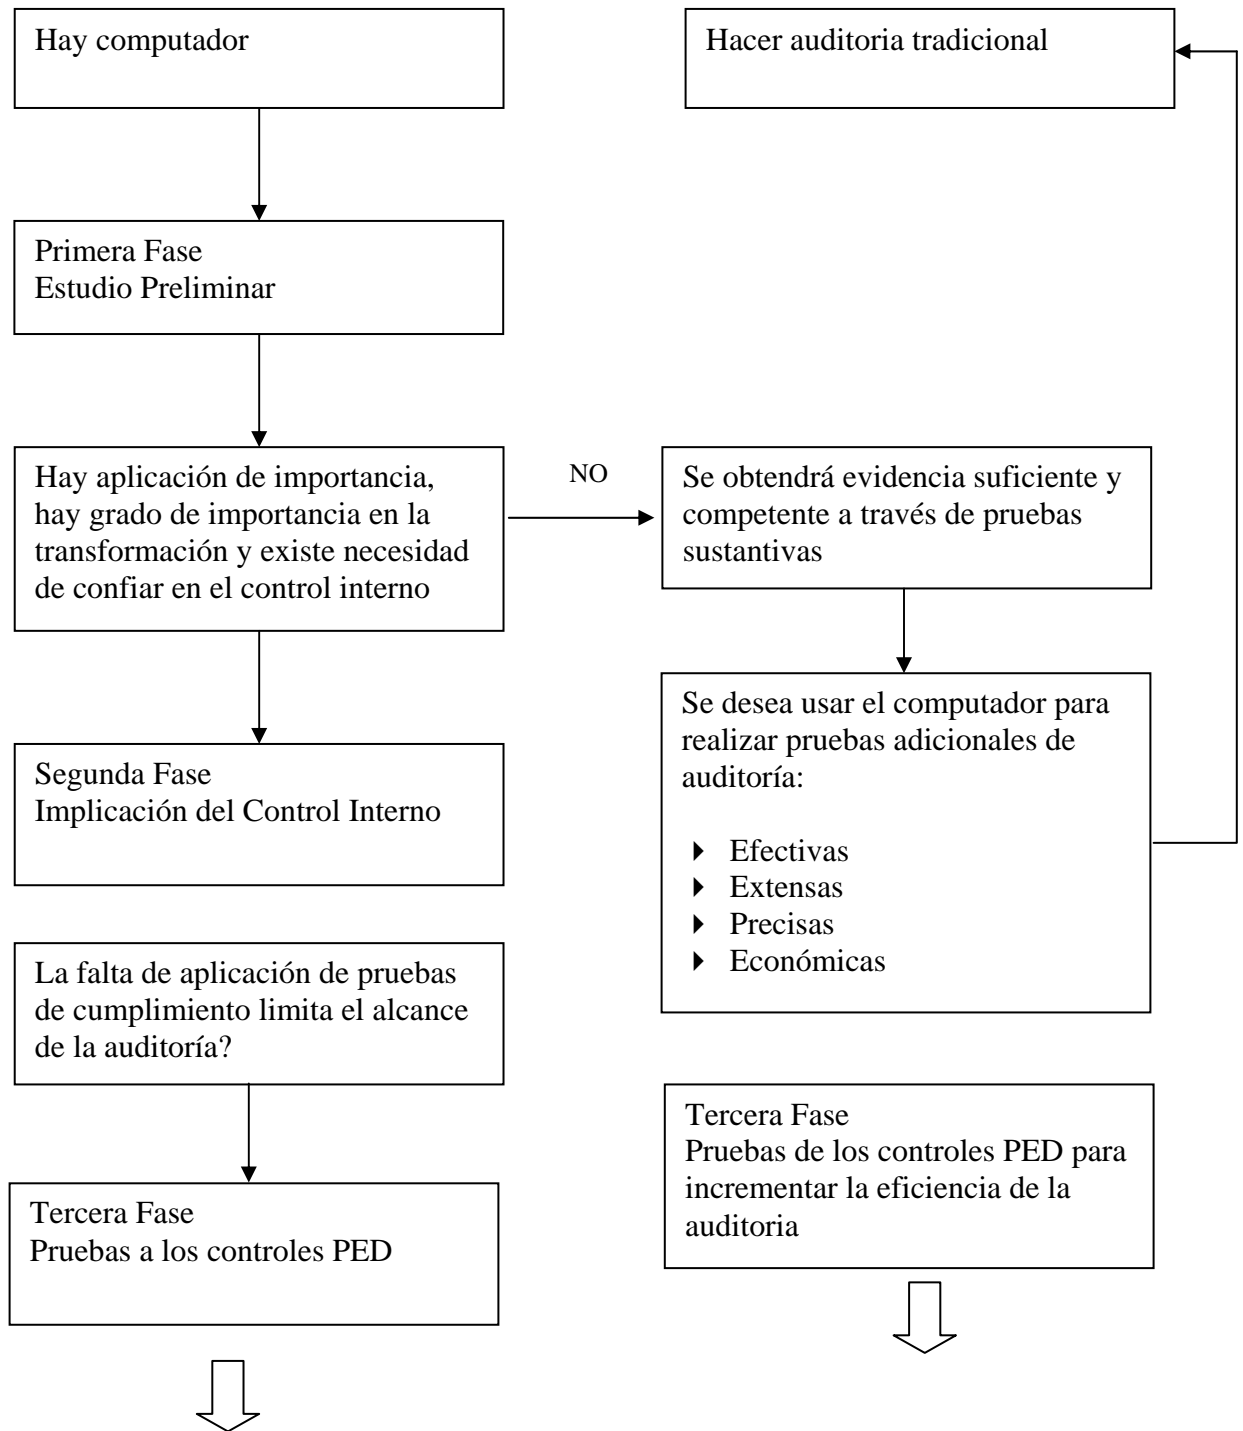 Hay computador
Hacer auditoria tradicional
Primera Fase
Estudio Preliminar
Hay aplicación de importancia,
hay grado de importancia en la
transformación y existe necesidad
de confiar en el control interno
NO
Se obtendrá evidencia suficiente y
competente a través de pruebas
sustantivas
Segunda Fase
Implicación del Control Interno
Se desea usar el computador para
realizar pruebas adicionales de
auditoría:
Efectivas
Extensas
Precisas
Económicas
La falta de aplicación de pruebas
de cumplimiento limita el alcance
de la auditoría?
Tercera Fase
Pruebas a los controles PED
Tercera Fase
Pruebas de los controles PED para
incrementar la eficiencia de la
auditoria